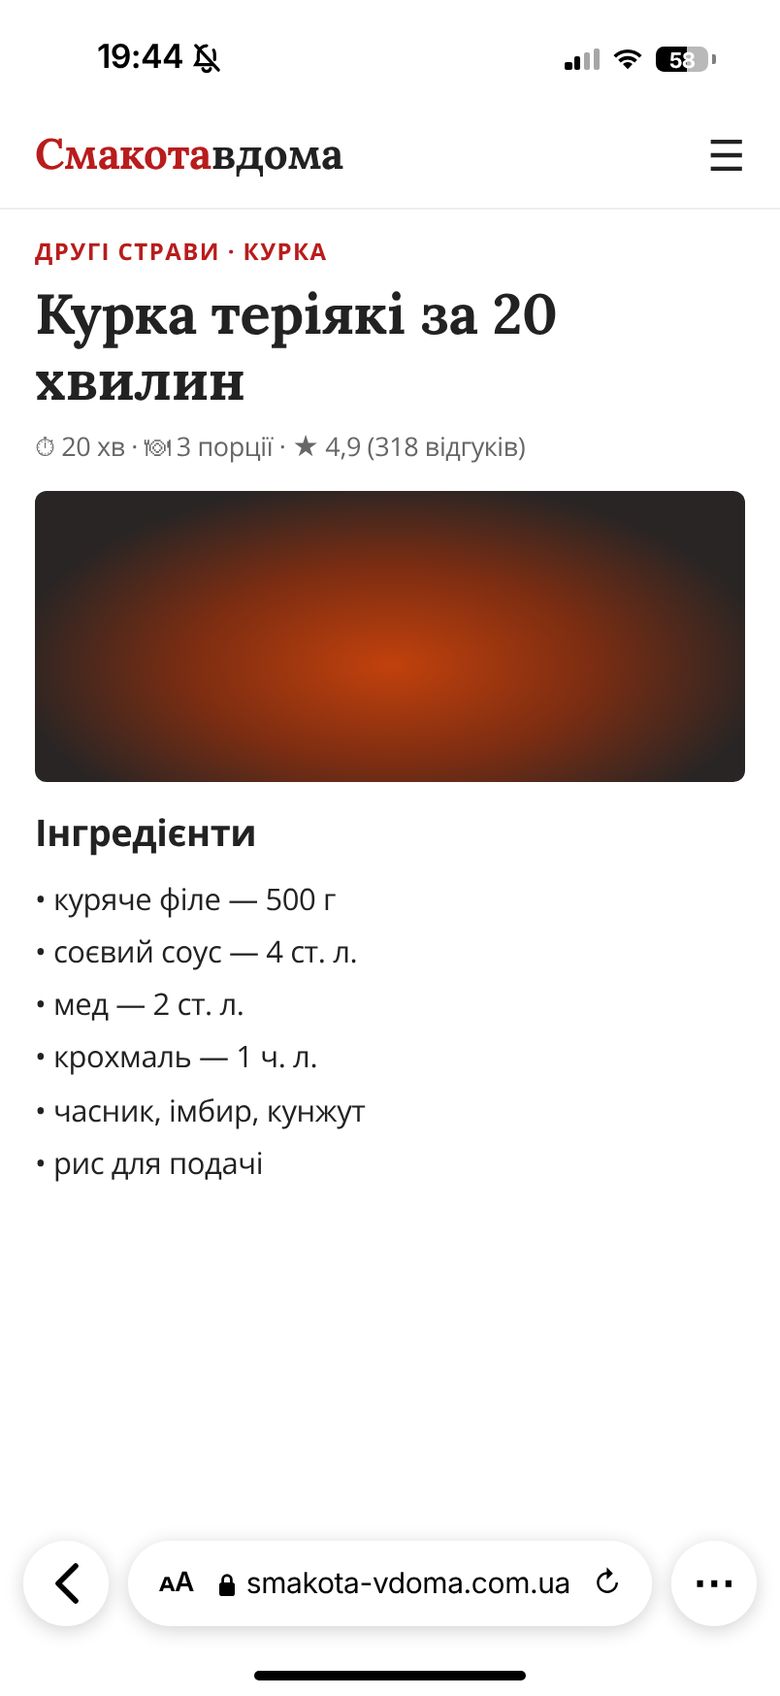 19:44
58
Смакотавдома
ДРУГІ СТРАВИ · КУРКА
Курка теріякі за 20
хвилин
⏱ 20 хв · 🍽 3 порції · ★ 4,9 (318 відгуків)
Інгредієнти
• куряче філе — 500 г
• соєвий соус — 4 ст. л.
• мед — 2 ст. л.
• крохмаль — 1 ч. л.
• часник, імбир, кунжут
• рис для подачі
AA smakota-vdoma.com.ua